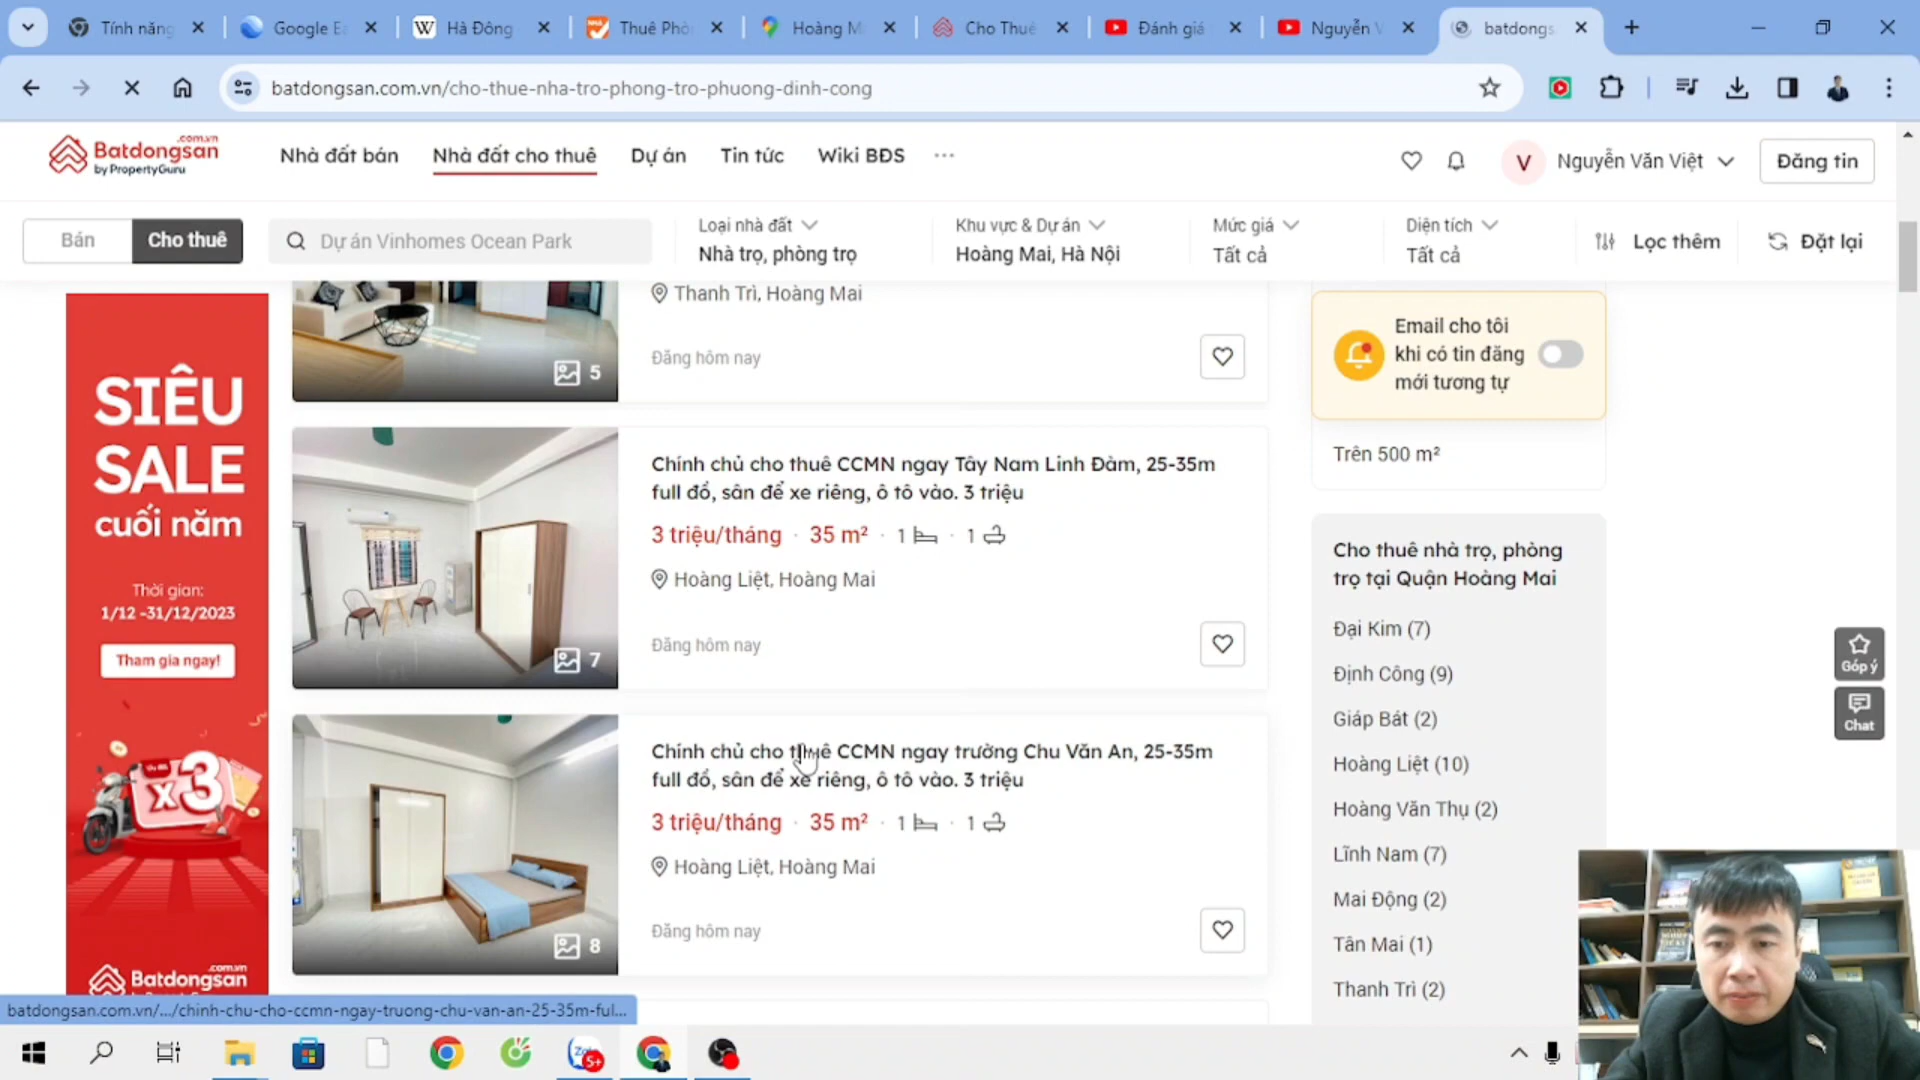 Tính năng
Google Ea
Hà Đông
Thuê Phò
Hoàng M
Cho Thuê
Đánh giá
Nguyễn V
batdongs
batdongsan.com.vn/cho-thue-nha-tro-phong-tro-phuong-dinh-cong
.com.vn
Batdongsan
by PropertyGuru
Nhà đất bán
Nhà đất cho thuê
Dự án
Tin tức
Wiki BĐS
V
Nguyễn Văn Việt
Đăng tin
Bán
Cho thuê
Dự án Vinhomes Ocean Park
Loại nhà đất
Nhà trọ, phòng trọ
Khu vực & Dự án
Hoàng Mai, Hà Nội
Mức giá
Tất cả
Diện tích
Tất cả
Lọc thêm
Đặt lại
SIÊU
SALE
cuối năm
Thời gian:
1/12 -31/12/2023
Tham gia ngay!
x3
.com.vn
Batdongsan
Thanh Trì, Hoàng Mai
Đăng hôm nay
5
Chính chủ cho thuê CCMN ngay Tây Nam Linh Đàm, 25-35m
full đồ, sân để xe riêng, ô tô vào. 3 triệu
3 triệu/tháng · 35 m² · 1 · 1
Hoàng Liệt, Hoàng Mai
Đăng hôm nay
7
Chính chủ cho thuê CCMN ngay trường Chu Văn An, 25-35m
full đồ, sân để xe riêng, ô tô vào. 3 triệu
3 triệu/tháng · 35 m² · 1 · 1
Hoàng Liệt, Hoàng Mai
Đăng hôm nay
8
Email cho tôi
khi có tin đăng
mới tương tự
Trên 500 m²
Cho thuê nhà trọ, phòng
trọ tại Quận Hoàng Mai
Đại Kim (7)
Định Công (9)
Giáp Bát (2)
Hoàng Liệt (10)
Hoàng Văn Thụ (2)
Lĩnh Nam (7)
Mai Động (2)
Tân Mai (1)
Thanh Trì (2)
Góp ý
Chat
batdongsan.com.vn/.../chinh-chu-cho-ccmn-ngay-truong-chu-van-an-25-35m-ful...
Zalo
5+